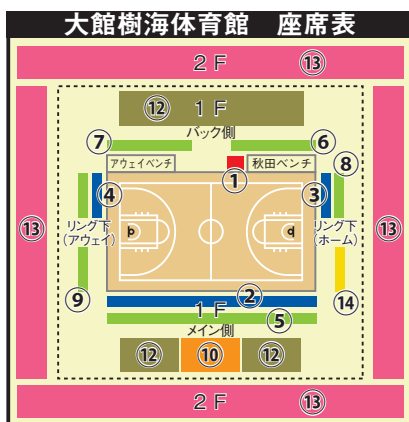 大館樹海体育館 座席表
2F ⑬
⑫ 1F
バック側
⑦ ⑥
アウェイベンチ 秋田ベンチ
⑧
①
④ ③
⑬ リング下 リング下 ⑬
(アウェイ) (ホーム)
②
⑨ ⑭
1F ⑤
メイン側
⑫ ⑩ ⑫
2F ⑬